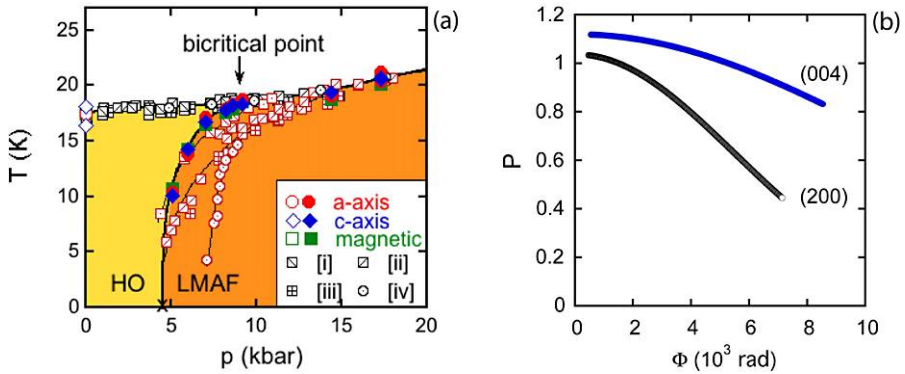 (a)
bicritical point
25
20
15
10
5
0
T (K)
HO
LMAF
a-axis
c-axis
magnetic
[i] [ii]
[iii] [iv]
0 5 10 15 20
p (kbar)
(b)
1.2
1
0.8
0.6
0.4
0.2
0
P
(004)
(200)
0 2 4 6 8 10
Φ (10³ rad)